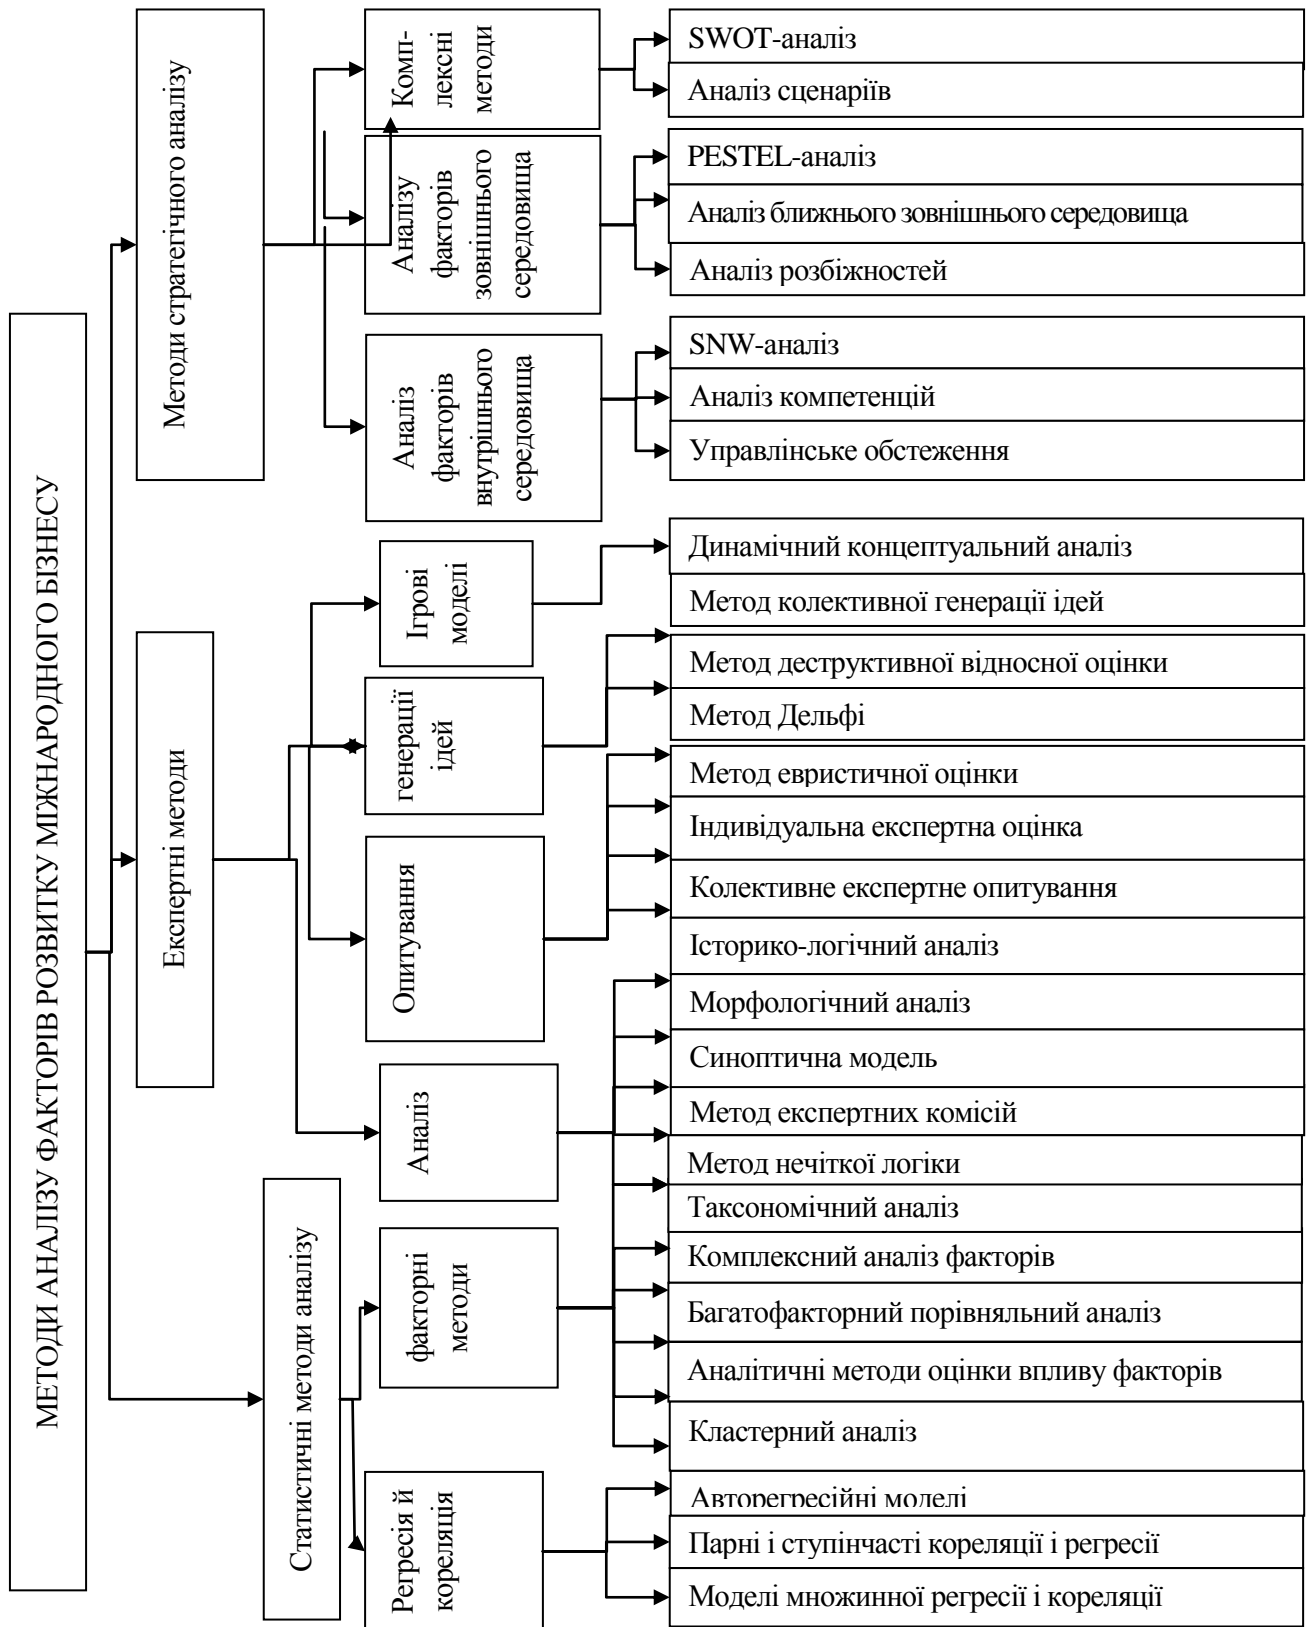 МЕТОДИ АНАЛІЗУ ФАКТОРІВ РОЗВИТКУ МІЖНАРОДНОГО БІЗНЕСУ
Методи стратегічного аналізу
Комп-
лексні
методи
SWOT-аналіз
Аналіз сценаріїв
Аналізу
факторів
зовнішнього
середовища
PESTEL-аналіз
Аналіз ближнього зовнішнього середовища
Аналіз розбіжностей
Аналіз
факторів
внутрішнього
середовища
SNW-аналіз
Аналіз компетенцій
Управлінське обстеження
Експертні методи
Ігрові
моделі
Динамічний концептуальний аналіз
Метод колективної генерації ідей
генерації
ідей
Метод деструктивної відносної оцінки
Метод Дельфі
Опитування
Метод евристичної оцінки
Індивідуальна експертна оцінка
Колективне експертне опитування
Історико-логічний аналіз
Аналіз
Морфологічний аналіз
Синоптична модель
Метод експертних комісій
Метод нечіткої логіки
Таксономічний аналіз
Статистичні методи аналізу
факторні
методи
Комплексний аналіз факторів
Багатофакторний порівняльний аналіз
Аналітичні методи оцінки впливу факторів
Кластерний аналіз
Регресія й
кореляція
Авторегресійні моделі
Парні і ступінчасті кореляції і регресії
Моделі множинної регресії і кореляції